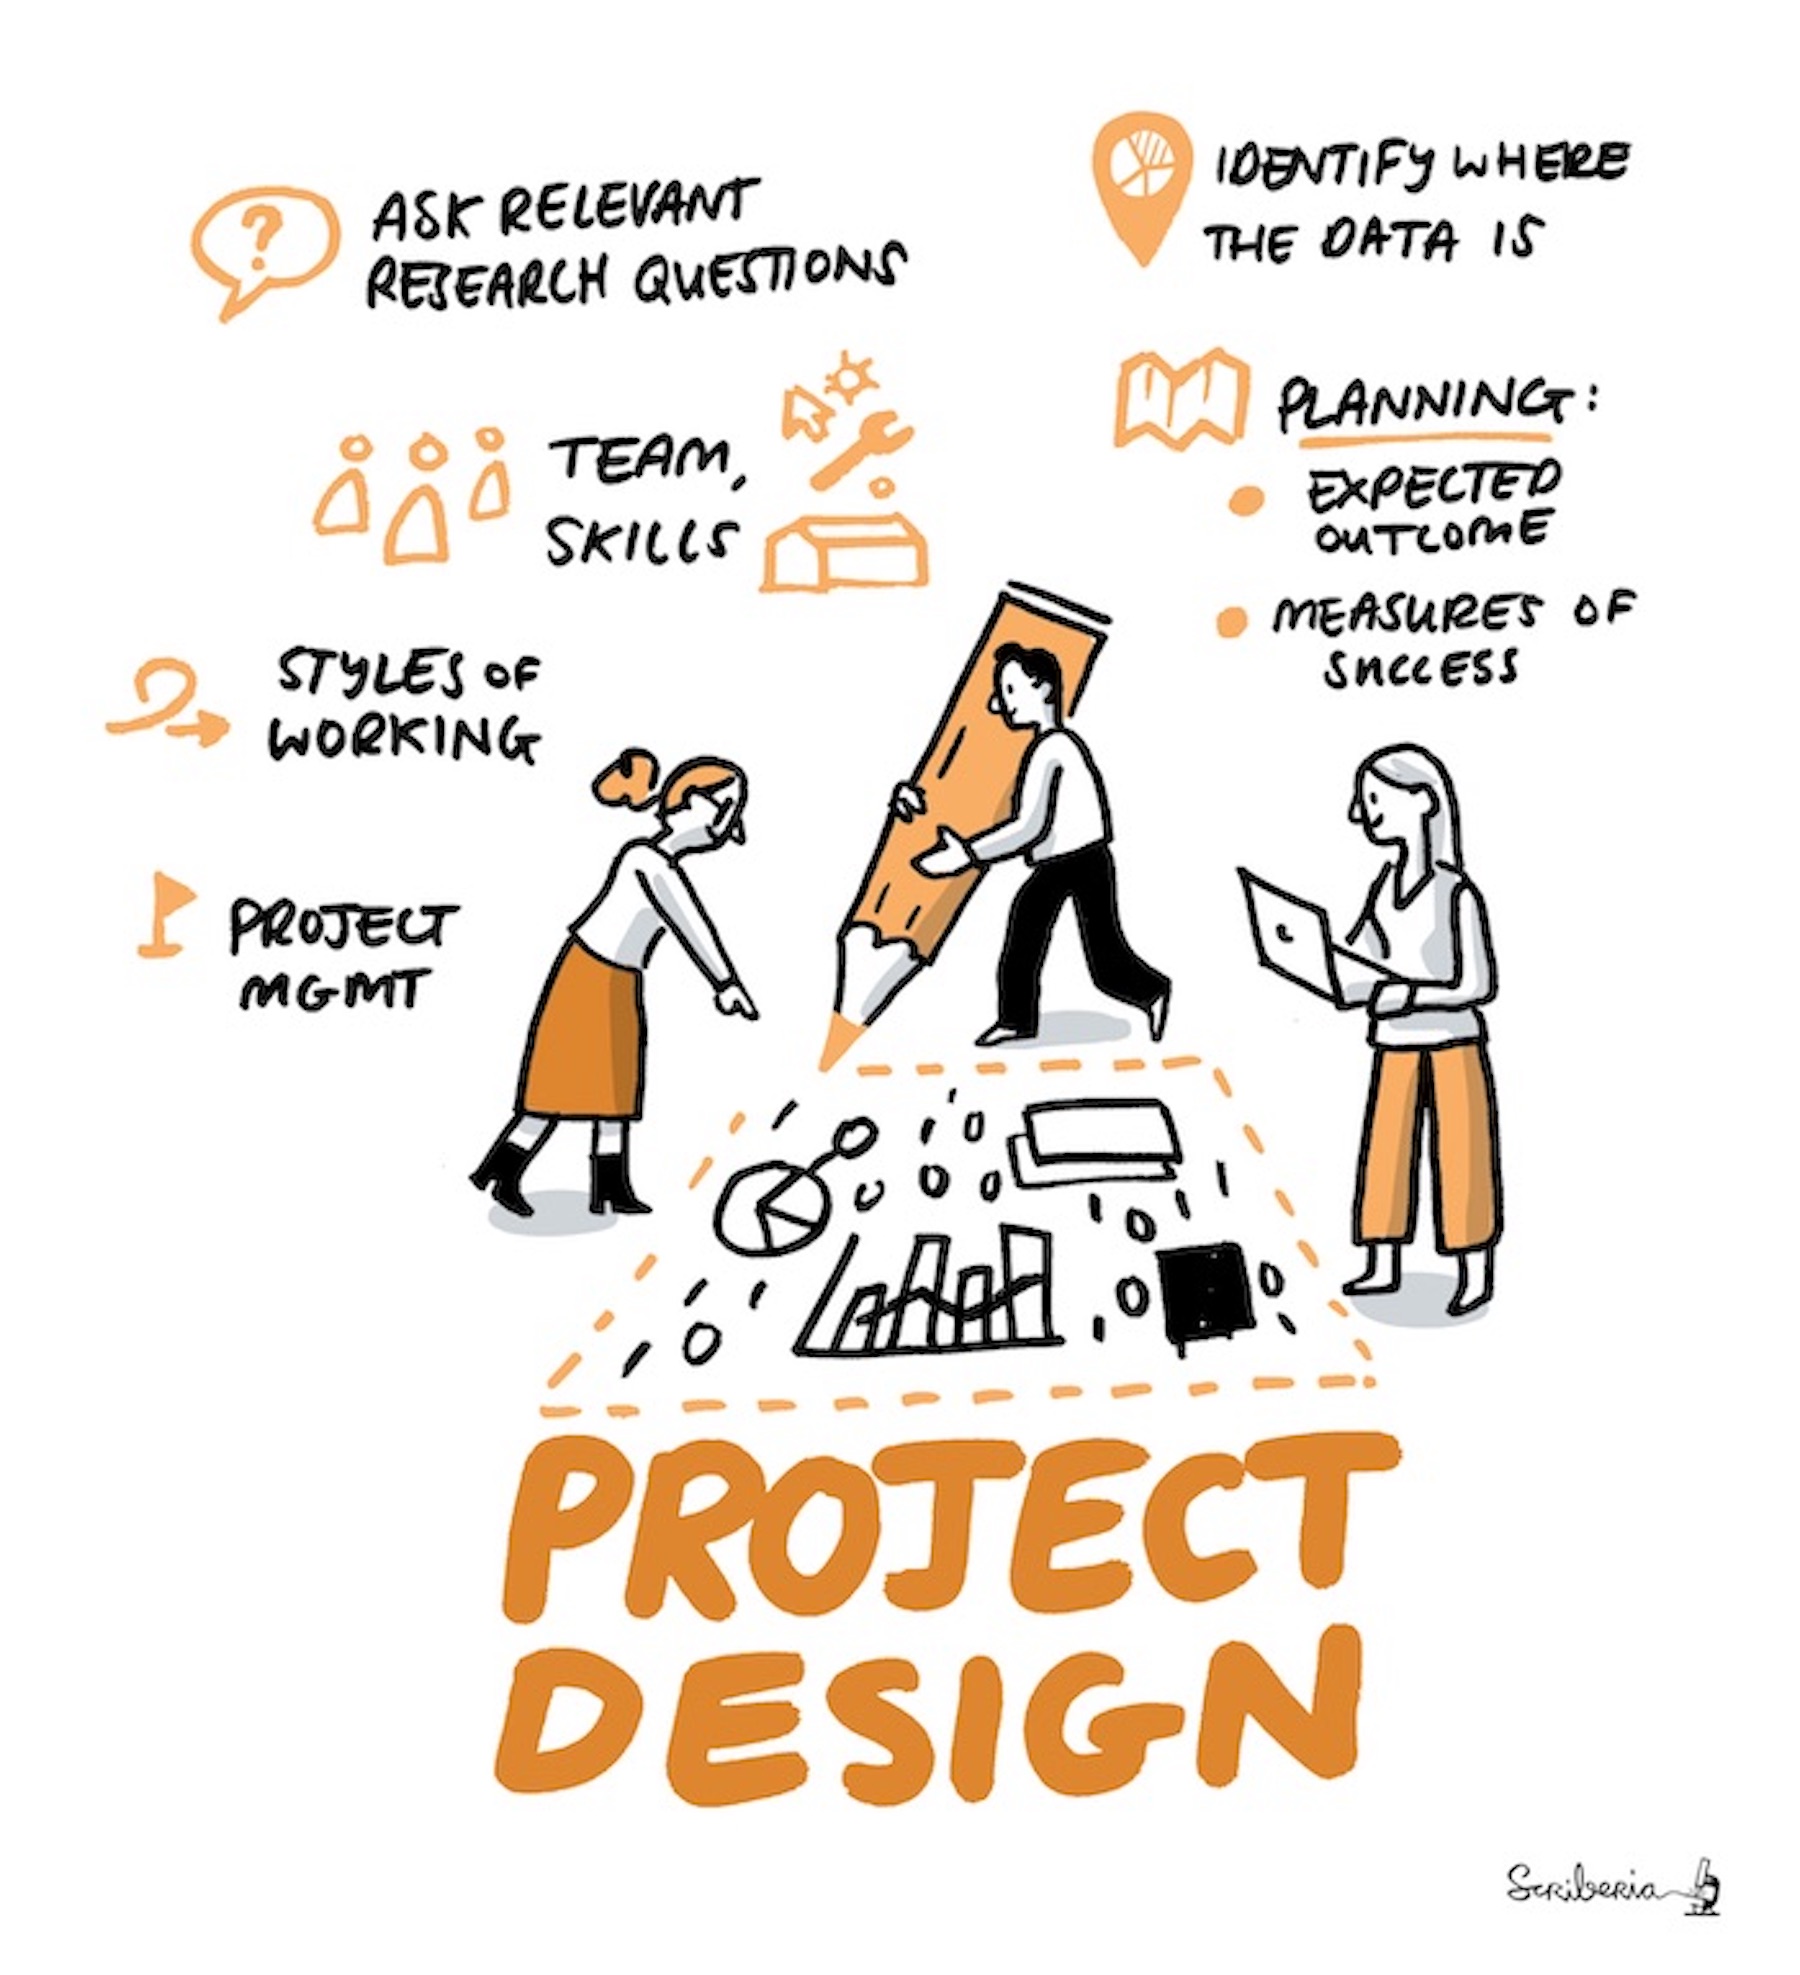 ASK RELEVANT
RESEARCH QUESTIONS
IDENTIFY WHERE
THE DATA IS
TEAM,
SKILLS
PLANNING:
EXPECTED
OUTCOME
MEASURES OF
SUCCESS
STYLES OF
WORKING
PROJECT
MGMT
PROJECT
DESIGN
Scriberia